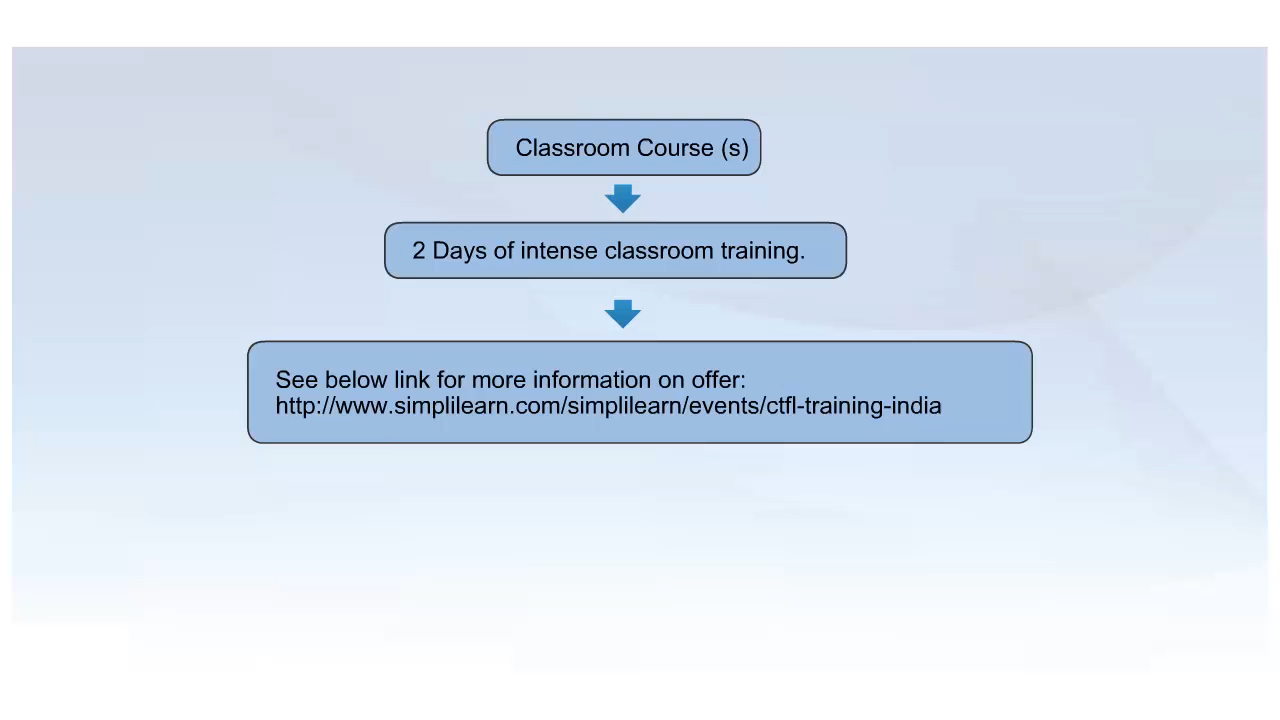 Classroom Course (s)
2 Days of intense classroom training.
See below link for more information on offer:
http://www.simplilearn.com/simplilearn/events/ctfl-training-india